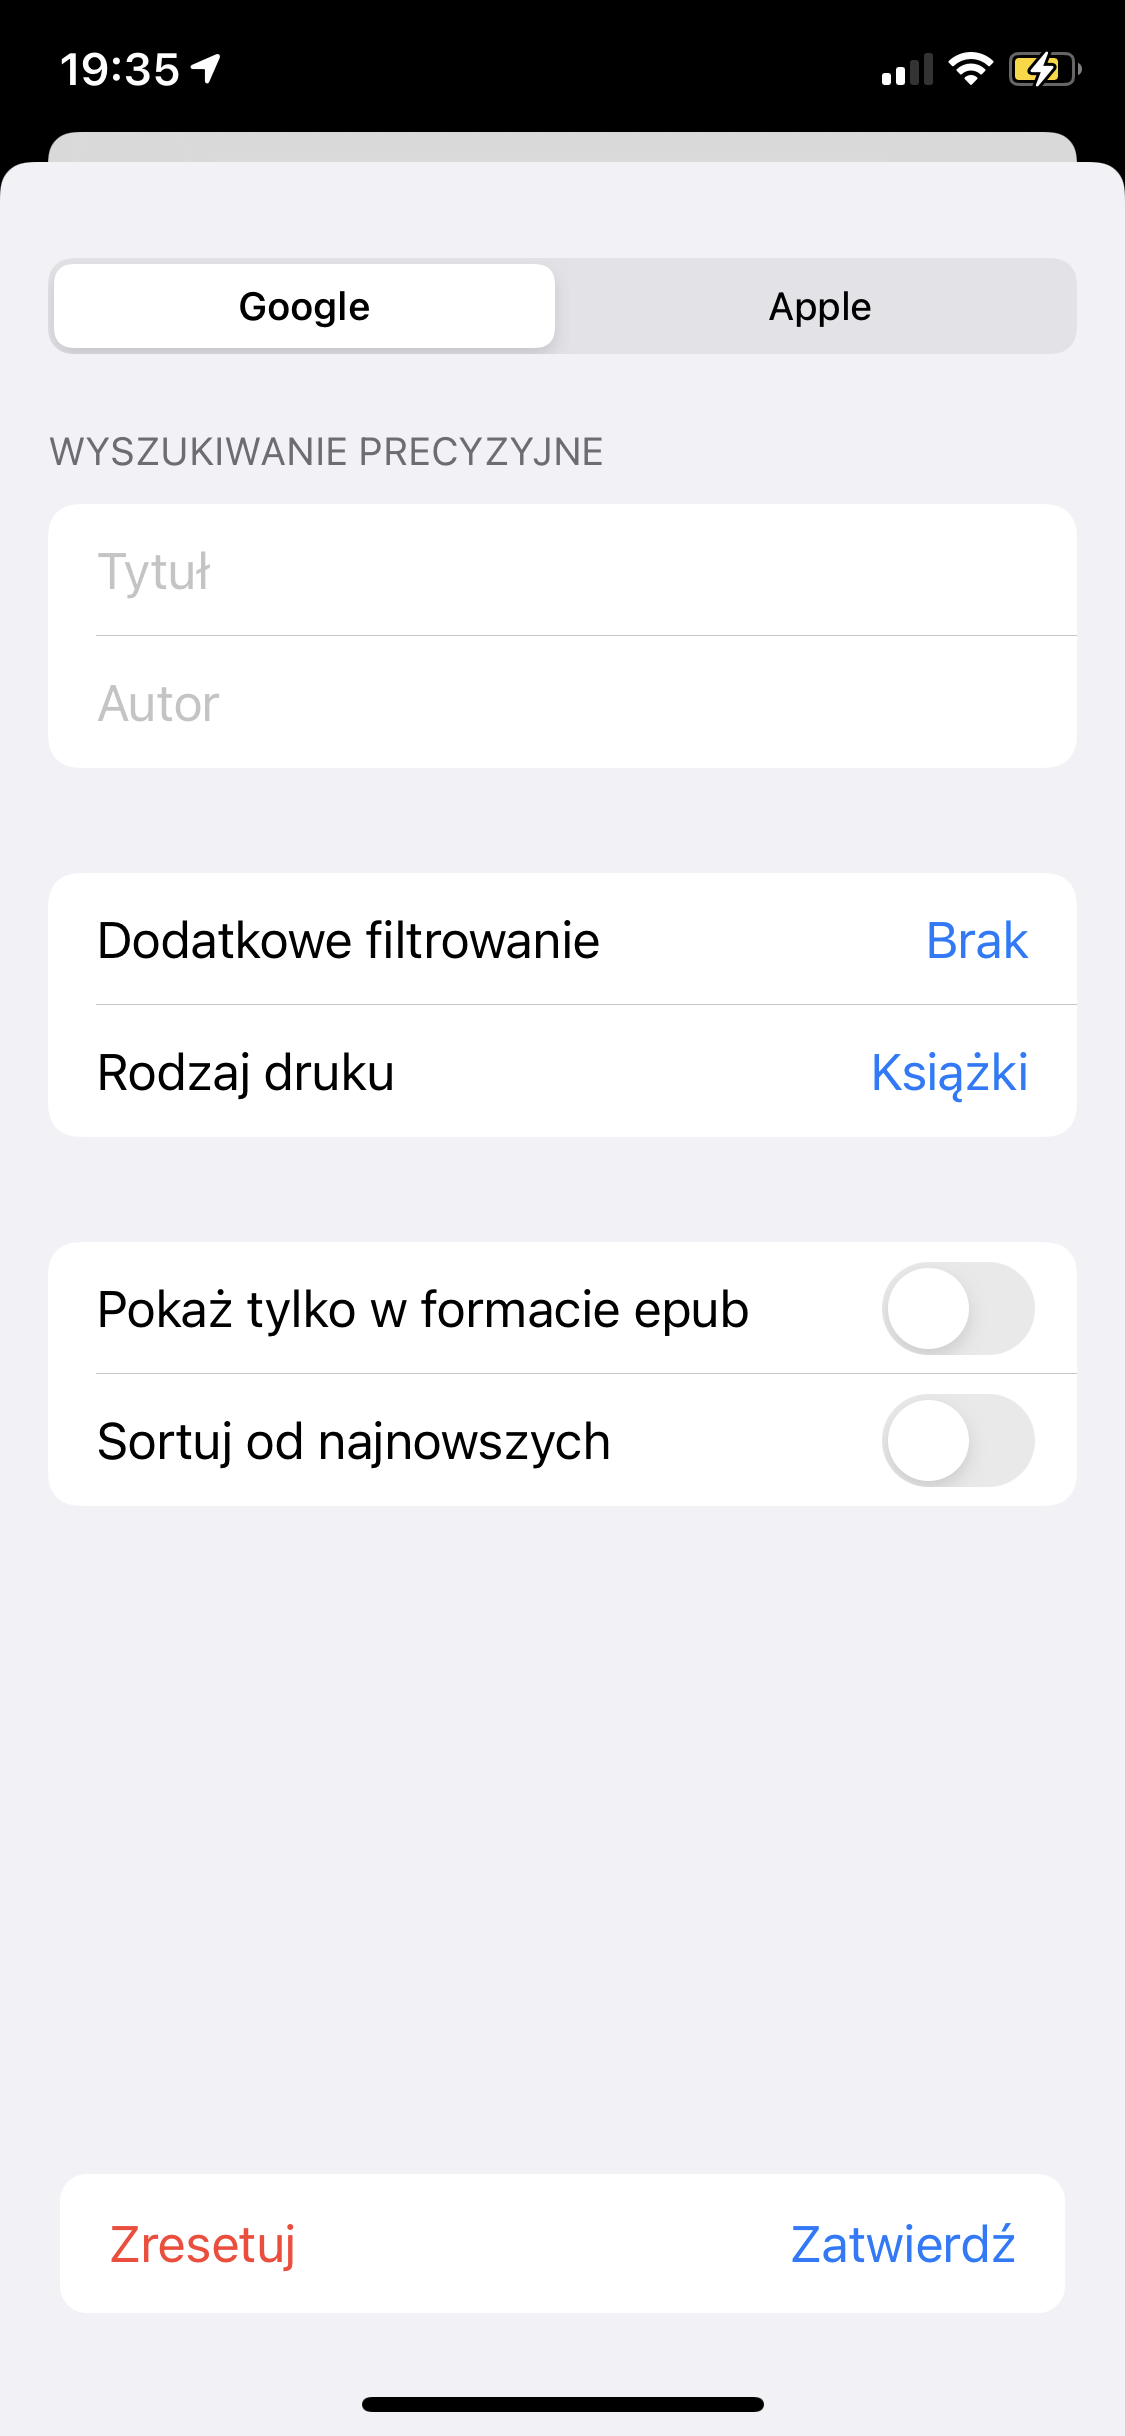 19:35
Google
Apple
WYSZUKIWANIE PRECYZYJNE
Tytuł
Autor
Dodatkowe filtrowanie
Brak
Rodzaj druku
Książki
Pokaż tylko w formacie epub
Sortuj od najnowszych
Zresetuj
Zatwierdź